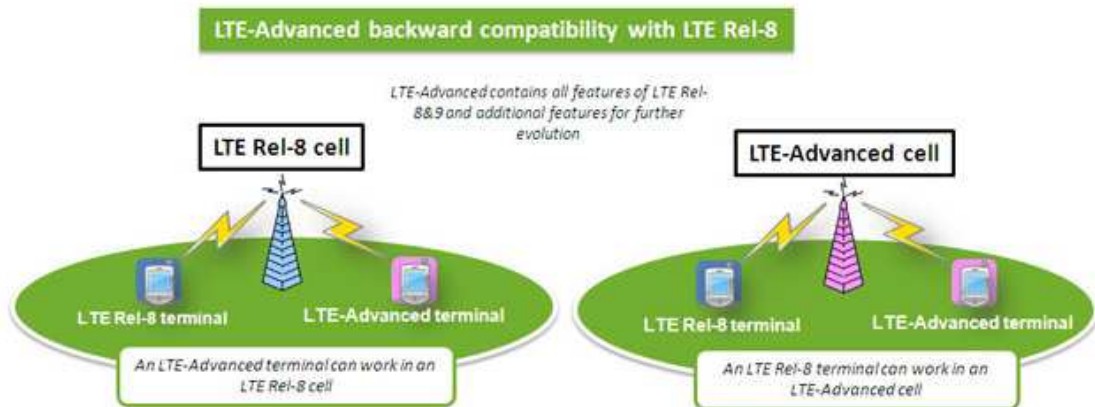 LTE-Advanced backward compatibility with LTE Rel-8
LTE-Advanced contains all features of LTE Rel-
8&9 and additional features for further
evolution
LTE Rel-8 cell
LTE Rel-8 terminal
LTE-Advanced terminal
An LTE-Advanced terminal can work in an
LTE Rel-8 cell
LTE-Advanced cell
LTE Rel-8 terminal
LTE-Advanced terminal
An LTE Rel-8 terminal can work in an
LTE-Advanced cell